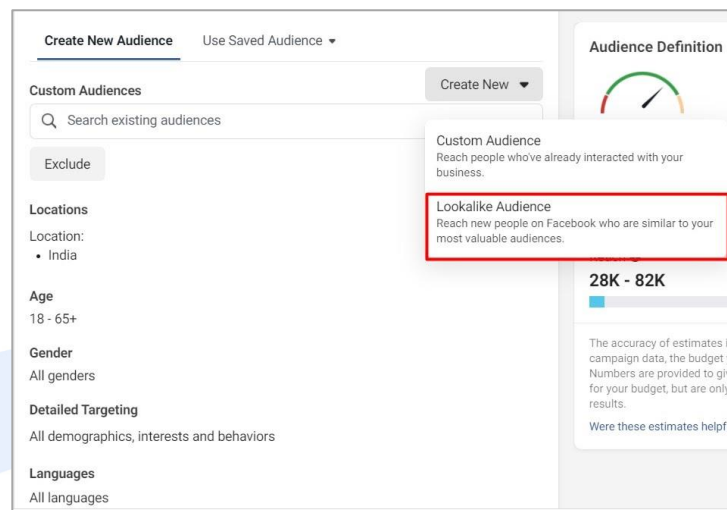 Create New Audience Use Saved Audience
Custom Audiences
Create New
Search existing audiences
Exclude
Custom Audience
Reach people who've already interacted with your
business.
Lookalike Audience
Reach new people on Facebook who are similar to your
most valuable audiences.
Locations
Location:
• India
Age
18 - 65+
Gender
All genders
Detailed Targeting
All demographics, interests and behaviors
Languages
All languages
Audience Definition
28K - 82K
The accuracy of estimates
campaign data, the budget
Numbers are provided to
for your budget, but are
results.
Were these estimates